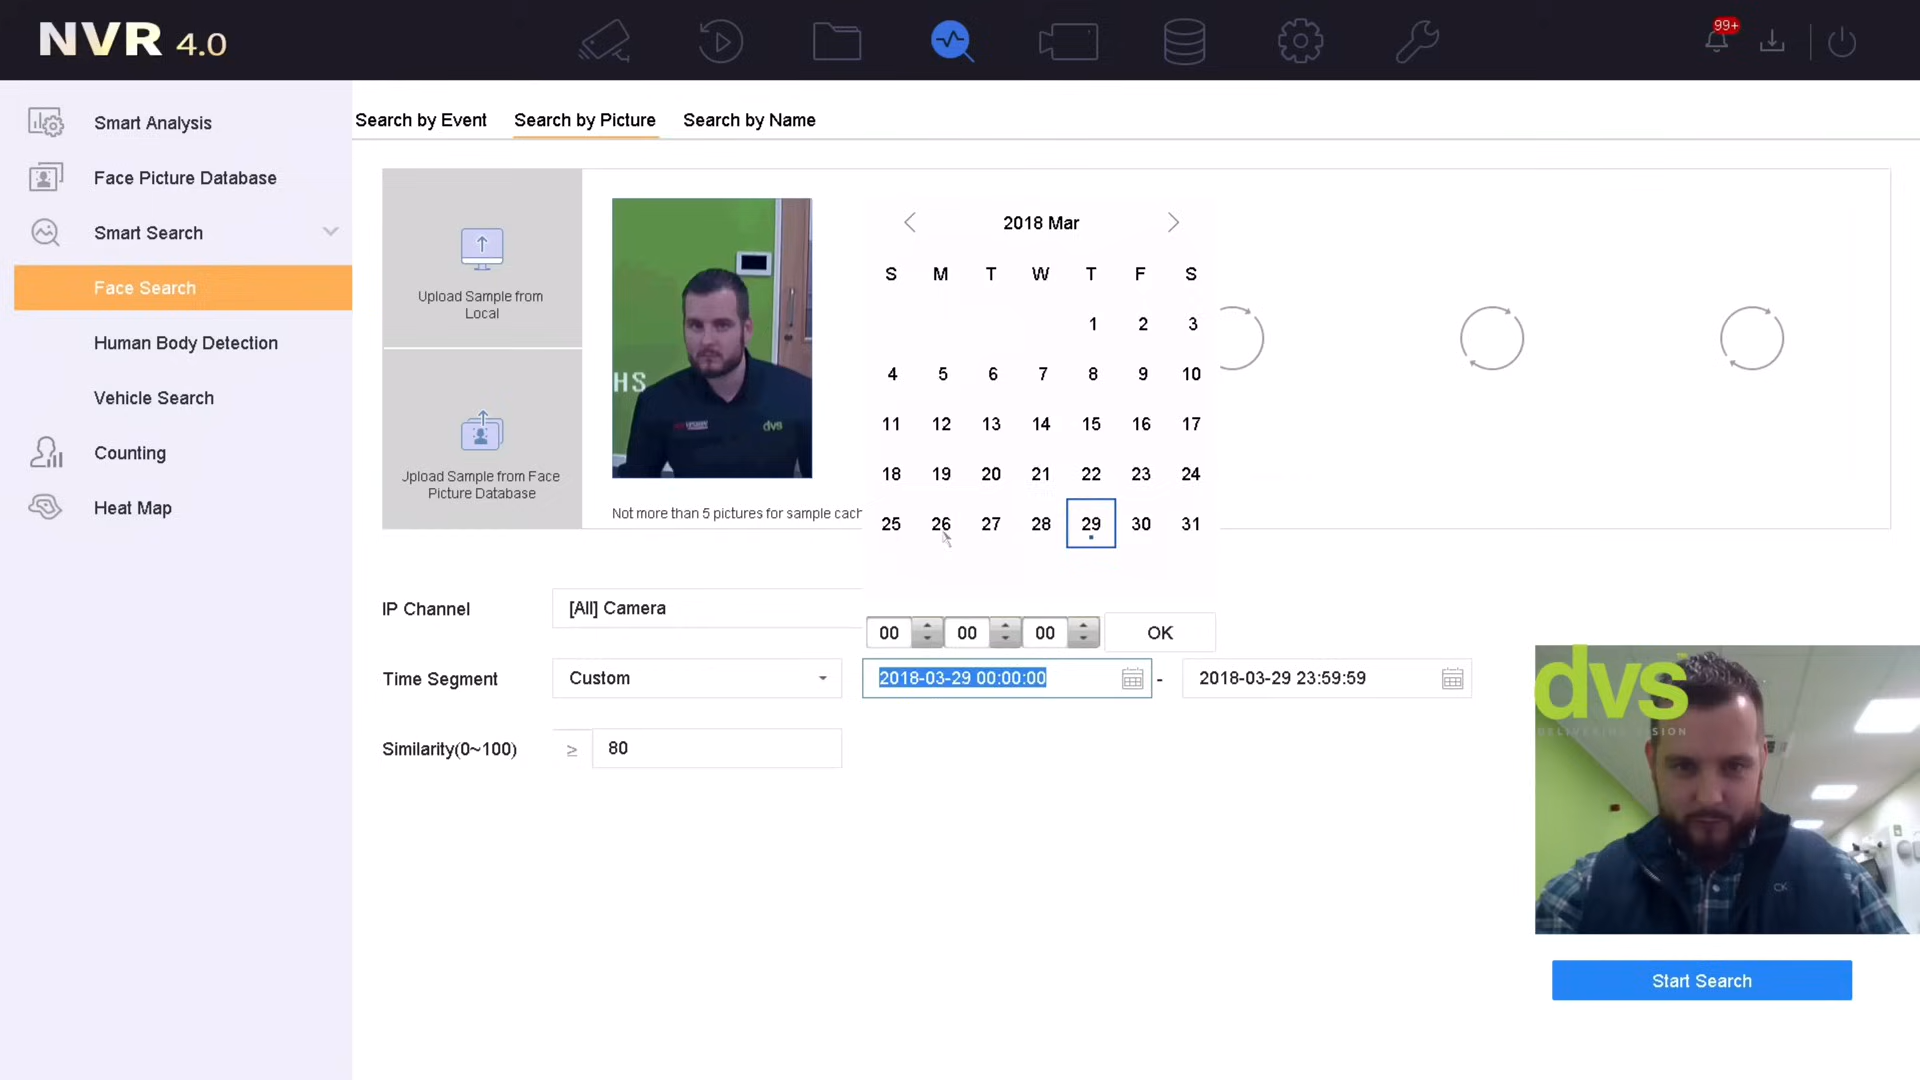 NVR 4.0
99+
Smart Analysis
Face Picture Database
Smart Search
Face Search
Human Body Detection
Vehicle Search
Counting
Heat Map
Search by Event
Search by Picture
Search by Name
Upload Sample from
Local
Upload Sample from Face
Picture Database
HS
dvs
Not more than 5 pictures for sample cach
2018 Mar
S M T W T F S
1 2 3
4 5 6 7 8 9 10
11 12 13 14 15 16 17
18 19 20 21 22 23 24
25 26 27 28 29 30 31
00 00 00 OK
IP Channel [All] Camera
Time Segment Custom 2018-03-29 00:00:00 - 2018-03-29 23:59:59
Similarity(0~100) ≥ 80
dvs
DELIVERING VISION
CK
Start Search